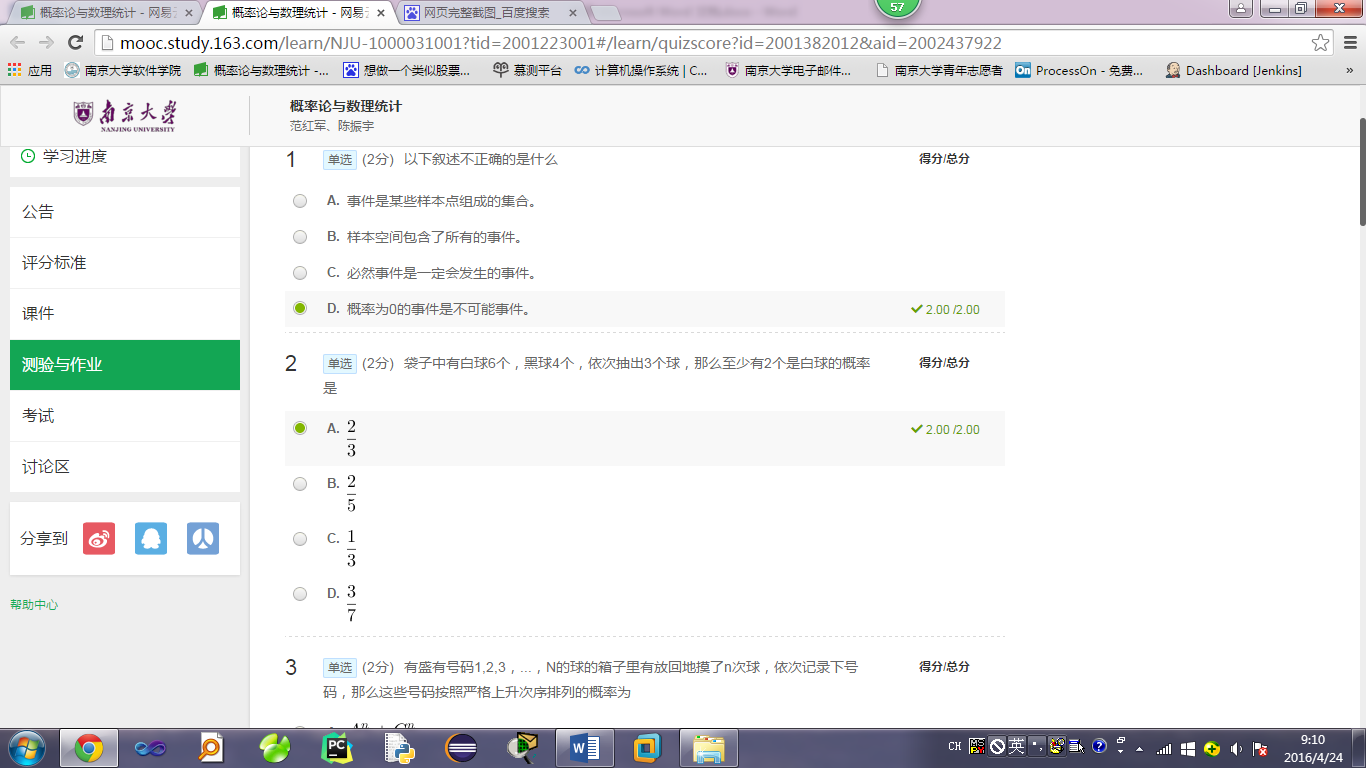 概率论与数理统计 - 网易云
概率论与数理统计 - 网易云
网页完整截图_百度搜索
57
mooc.study.163.com/learn/NJU-1000031001?tid=2001223001#/learn/quizscore?id=2001382012&aid=2002437922
应用
南京大学软件学院
概率论与数理统计 -...
想做一个类似股票...
慕测平台
计算机操作系统 | C...
南京大学电子邮件...
南京大学青年志愿者
ProcessOn - 免费...
Dashboard [Jenkins]
»
南京大学
NANJING UNIVERSITY
概率论与数理统计
范红军、陈振宇
学习进度
公告
评分标准
课件
测验与作业
考试
讨论区
分享到
帮助中心
1 单选 (2分) 以下叙述不正确的是什么 得分/总分
A. 事件是某些样本点组成的集合。
B. 样本空间包含了所有的事件。
C. 必然事件是一定会发生的事件。
D. 概率为0的事件是不可能事件。 2.00 /2.00
2 单选 (2分) 袋子中有白球6个，黑球4个，依次抽出3个球，那么至少有2个是白球的概率 得分/总分
是
A. 2/3 2.00 /2.00
B. 2/5
C. 1/3
D. 3/7
3 单选 (2分) 有盛有号码1,2,3，...，N的球的箱子里有放回地摸了n次球，依次记录下号 得分/总分
码，那么这些号码按照严格上升次序排列的概率为
CH
英
9:10
2016/4/24